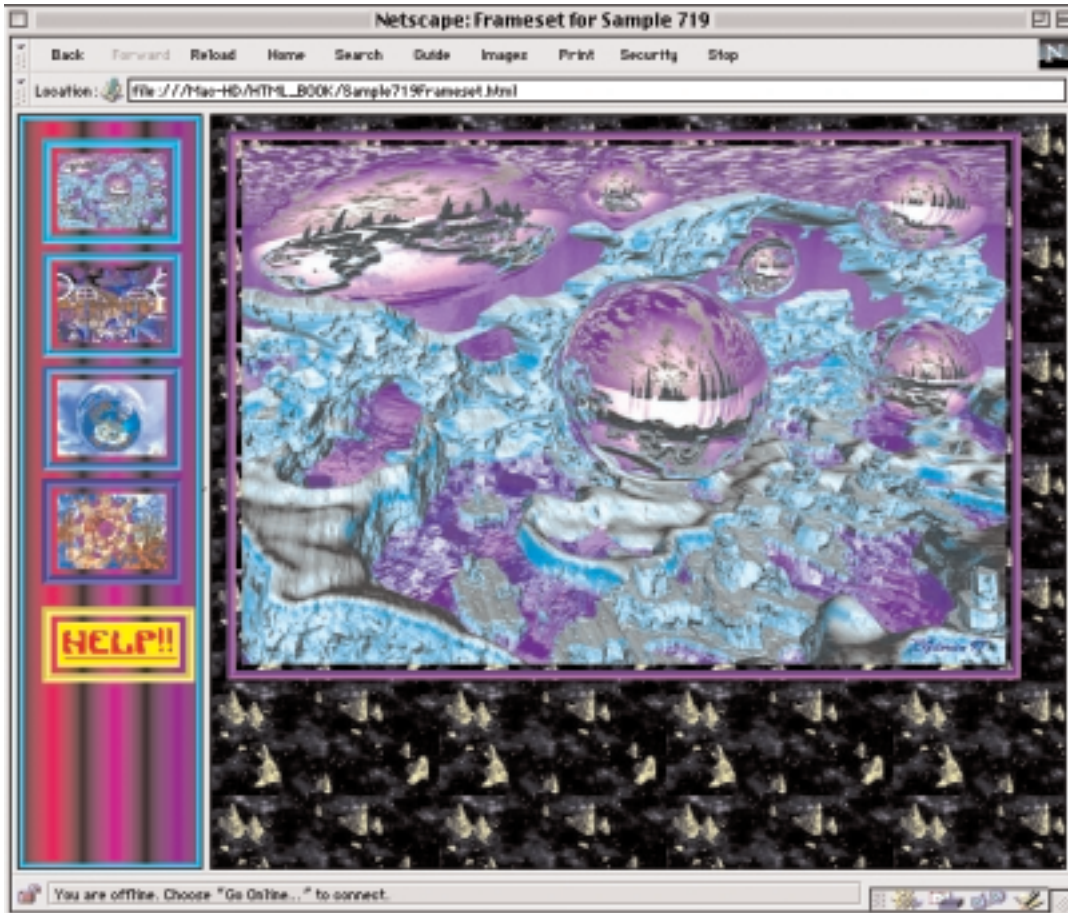 Netscape: Frameset for Sample 719
Back Forward Reload Home Search Guide Images Print Security Stop
N
Location: file:///Mac-HD/HTML_BOOK/Sample719Frameset.html
HELP!!
You are offline. Choose "Go Online..." to connect.